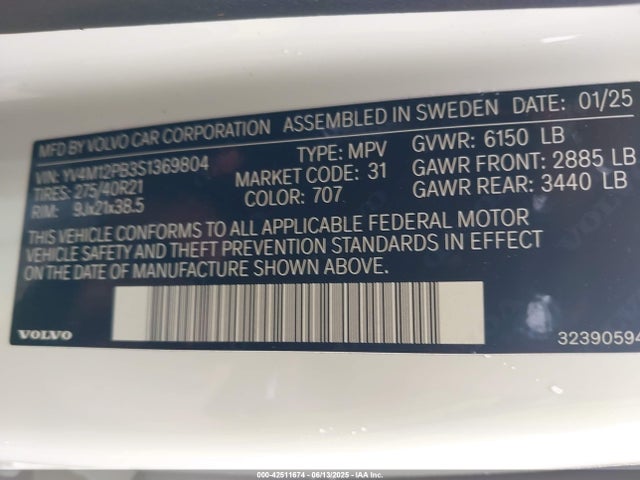 MFD BY VOLVO CAR CORPORATION ASSEMBLED IN SWEDEN DATE: 01/25
VIN: YV4M12PB3S1369804 TYPE: MPV GVWR: 6150 LB
TIRES: 275/40R21 MARKET CODE: 31 GAWR FRONT: 2885 LB
RIM: 9Jx21x38.5 COLOR: 707 GAWR REAR: 3440 LB
THIS VEHICLE CONFORMS TO ALL APPLICABLE FEDERAL MOTOR
VEHICLE SAFETY AND THEFT PREVENTION STANDARDS IN EFFECT
ON THE DATE OF MANUFACTURE SHOWN ABOVE.
VOLVO 32390594
000-42511674 - 06/13/2025 - IAA Inc.